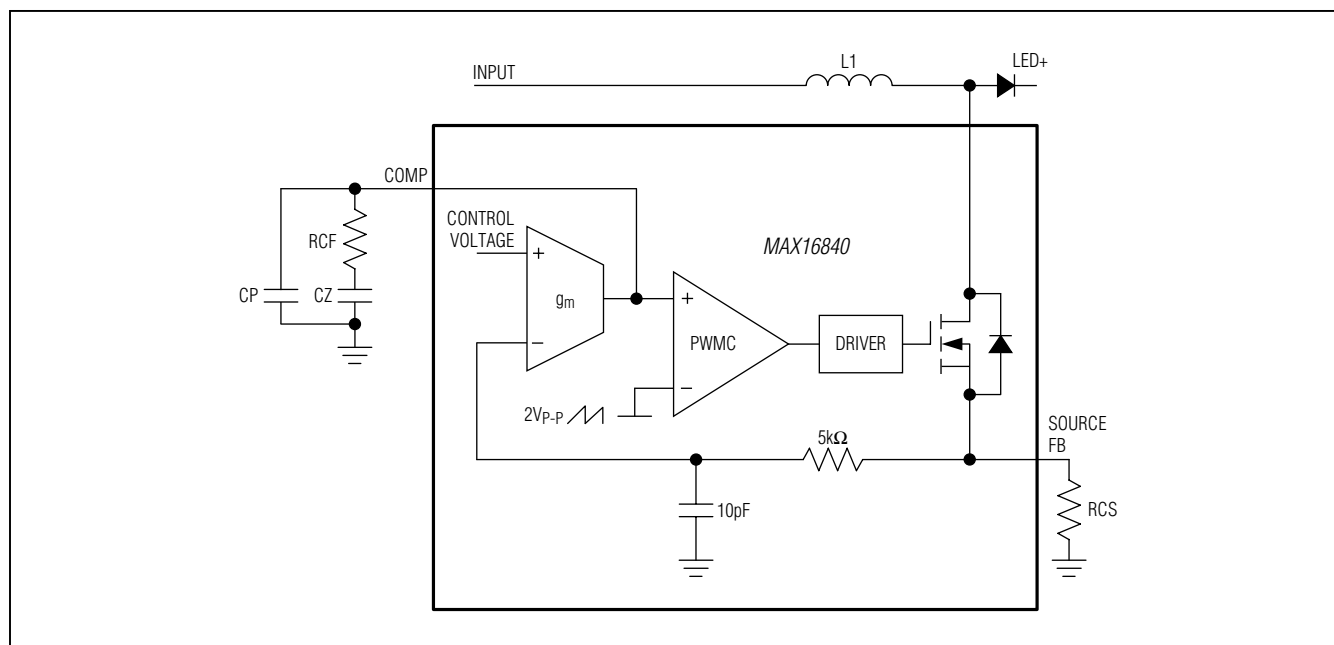 L1
LED+
INPUT
COMP
CONTROL
VOLTAGE
MAX16840
RCF
CP
CZ
+
gm
−
+
PWMC
−
DRIVER
2VP-P
5kΩ
SOURCE
FB
10pF
RCS